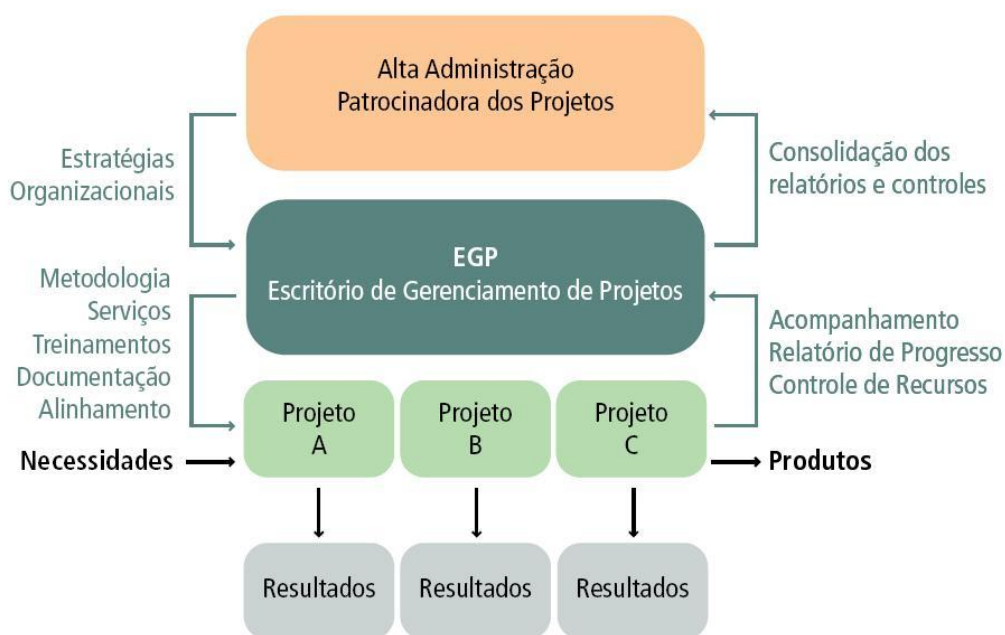 Alta Administração
Patrocinadora dos Projetos
Estratégias
Organizacionais
Consolidação dos
relatórios e controles
EGP
Escritório de Gerenciamento de Projetos
Metodologia
Serviços
Treinamentos
Documentação
Alinhamento
Acompanhamento
Relatório de Progresso
Controle de Recursos
Projeto
A
Projeto
B
Projeto
C
Necessidades
Produtos
Resultados
Resultados
Resultados